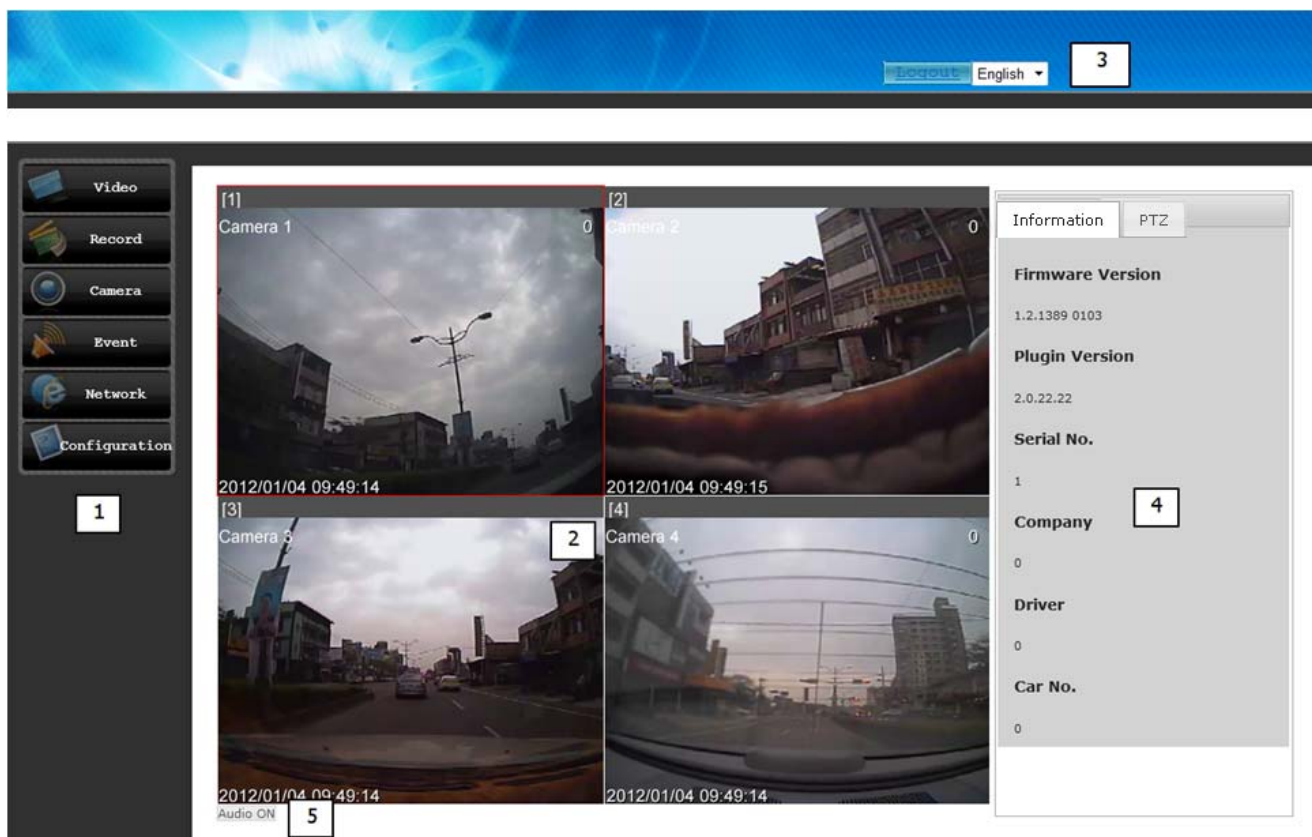 Logout English
3
Video
Record
Camera
Event
Network
Configuration
1
[1]
Camera 1 0
2012/01/04 09:49:14
[2]
Camera 2 0
2012/01/04 09:49:15
[3]
Camera 3
2
2012/01/04 09:49:14
[4]
Camera 4 0
2012/01/04 09:49:14
Audio ON
5
Information PTZ
Firmware Version
1.2.1389 0103
Plugin Version
2.0.22.22
Serial No.
1
4
Company
0
Driver
0
Car No.
0